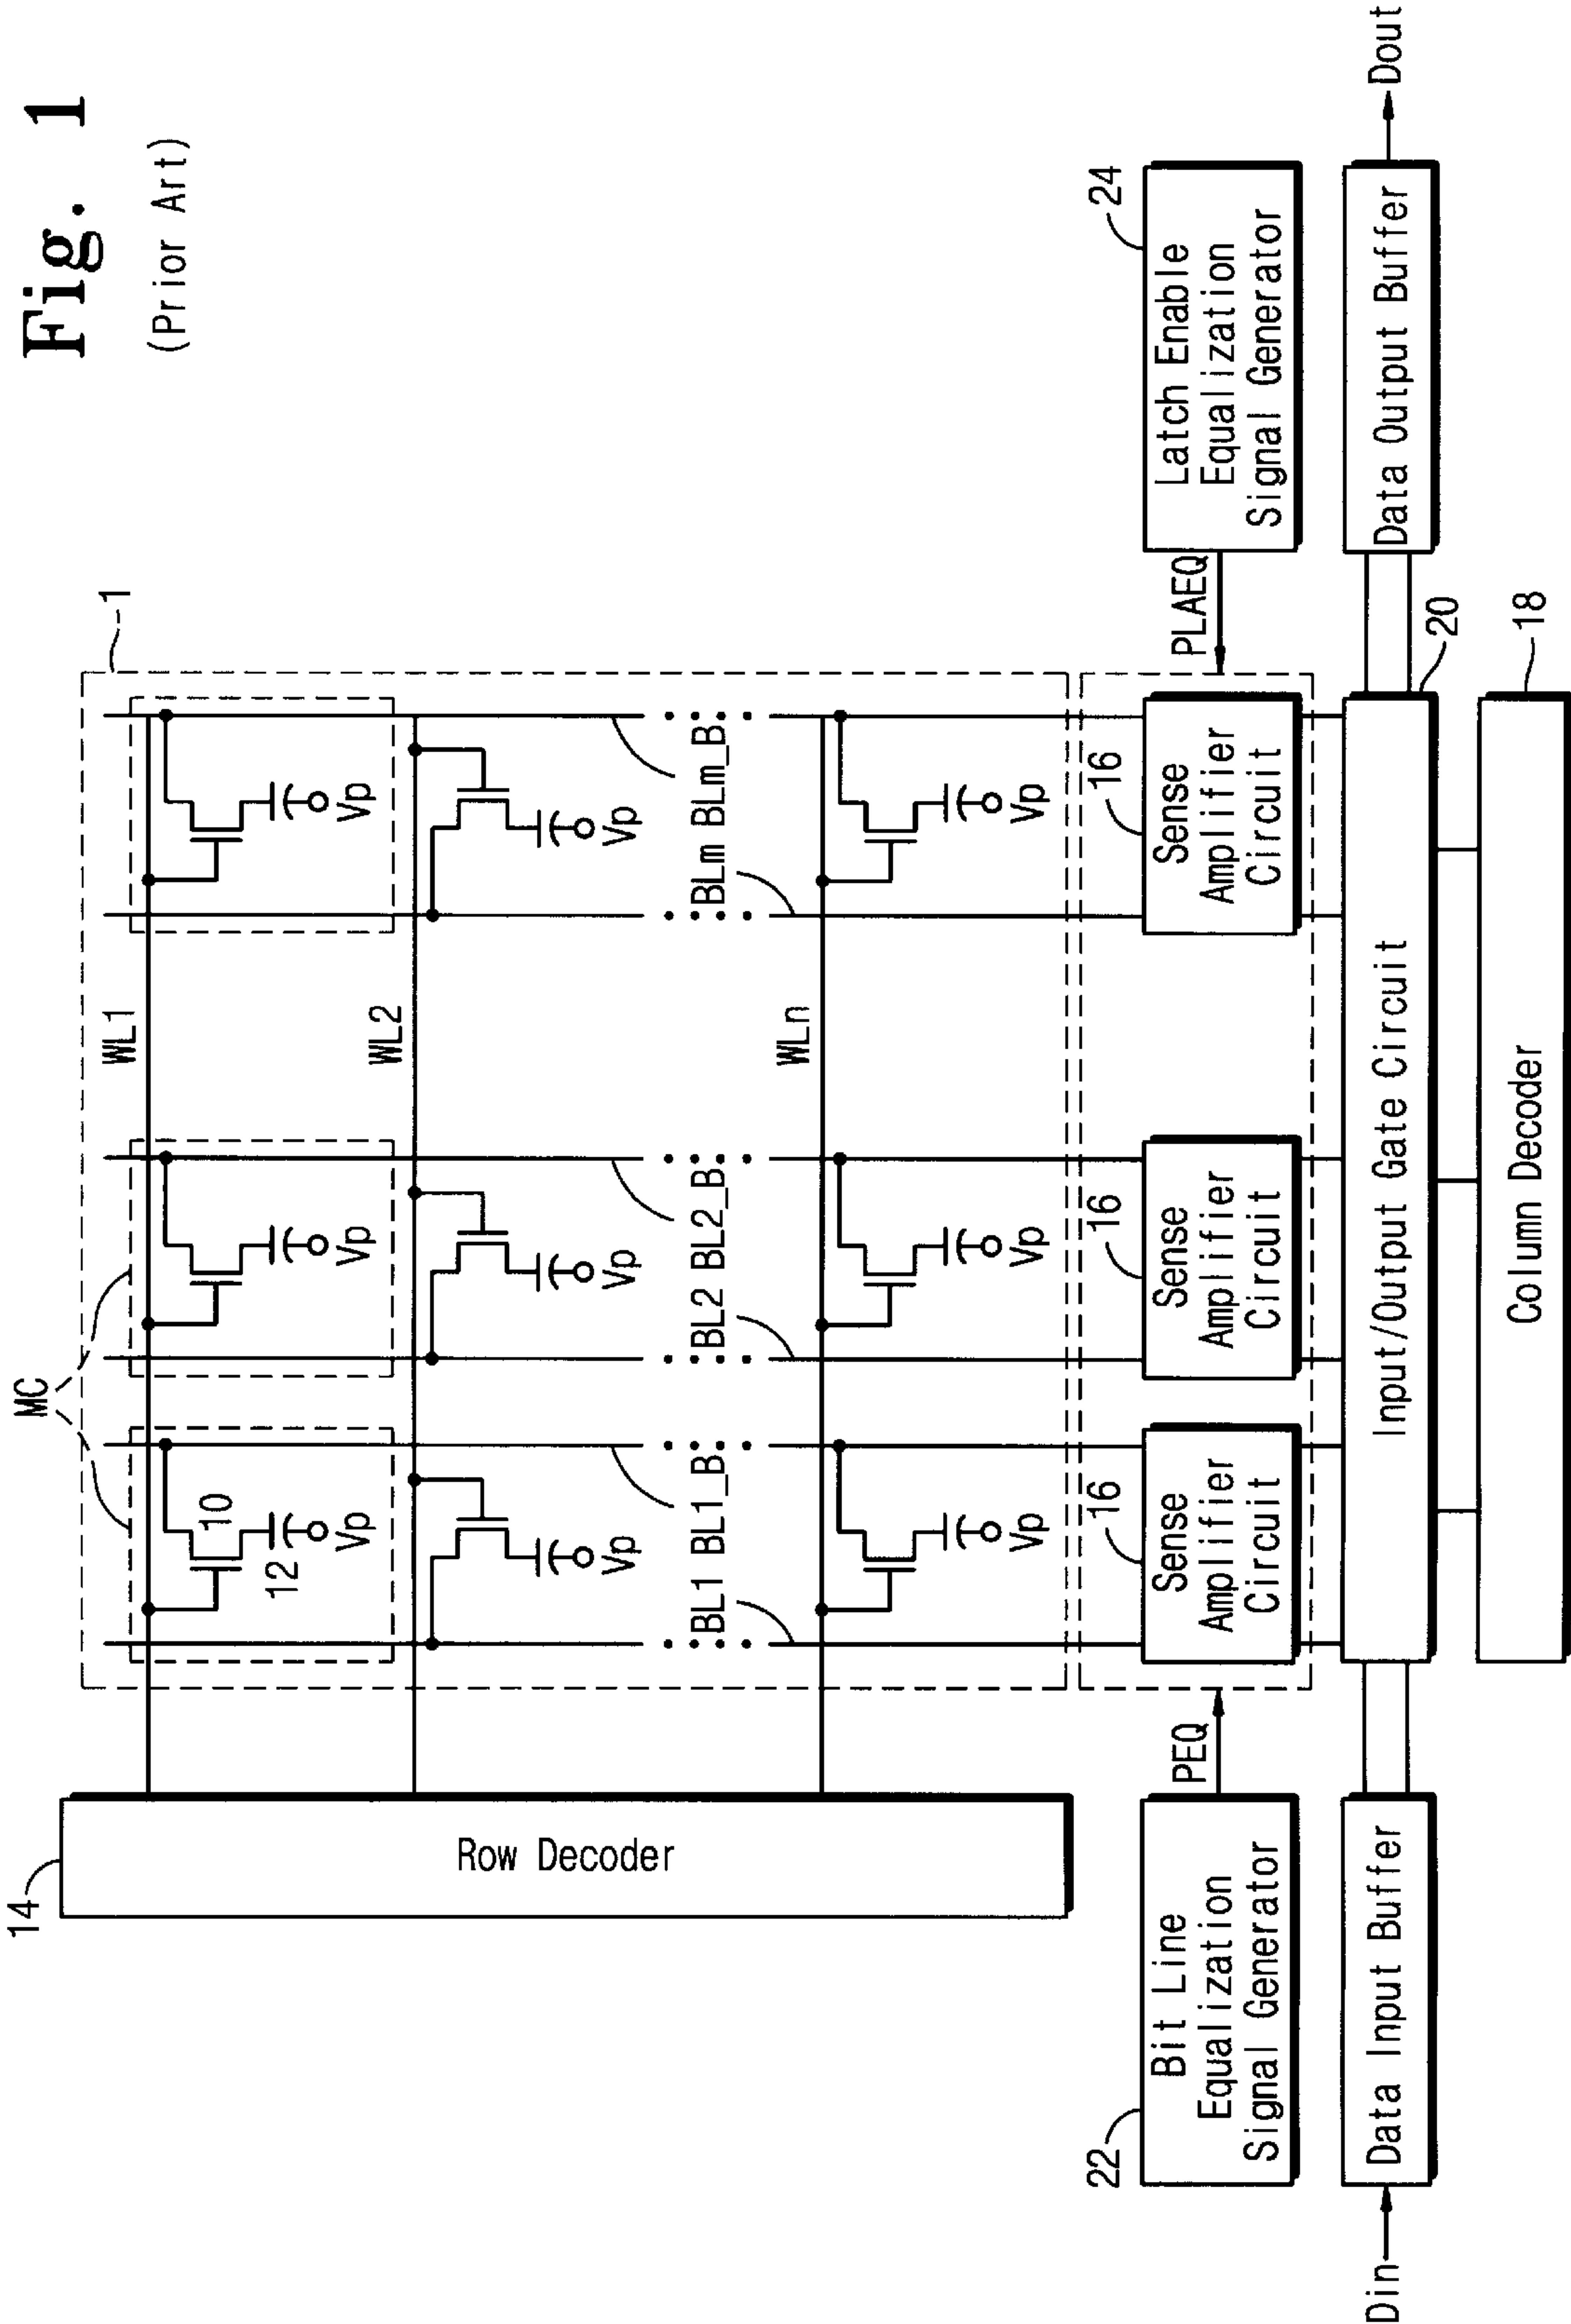 Fig. 1
(Prior Art)
MC
1
14
Row Decoder
WL1
10
12
Vp
Vp
Vp
WL2
Vp
Vp
Vp
BL1 BL1_B
BL2 BL2_B
BLm BLm_B
WLn
Vp
Vp
Vp
22
Bit Line
Equalization
Signal Generator
PEQ
16
Sense
Amplifier
Circuit
16
Sense
Amplifier
Circuit
16
Sense
Amplifier
Circuit
PLAEQ
24
Latch Enable
Equalization
Signal Generator
Din
Data Input Buffer
Input/Output Gate Circuit
20
Data Output Buffer
Dout
Column Decoder
18